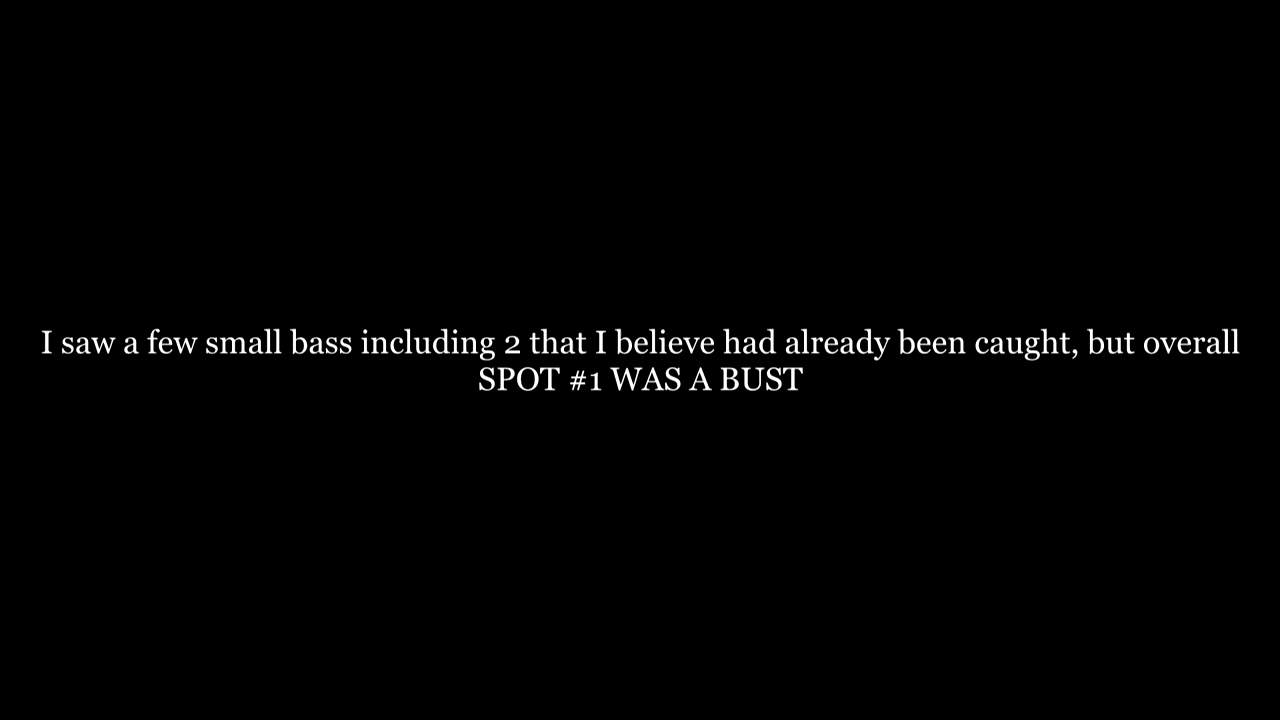 I saw a few small bass including 2 that I believe had already been caught, but overall
SPOT #1 WAS A BUST